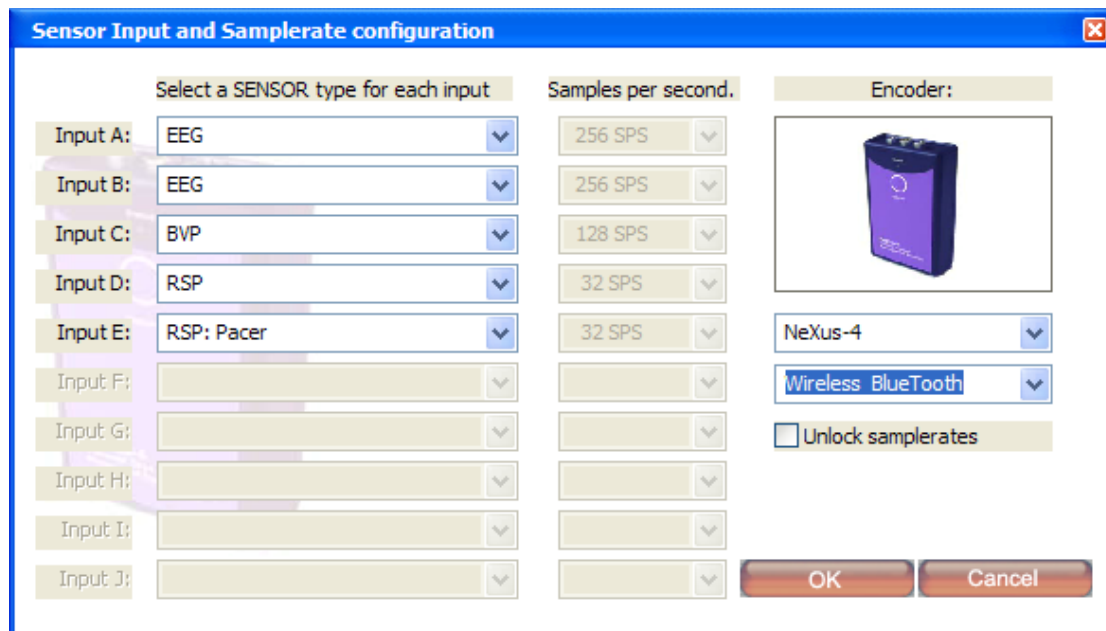 Sensor Input and Samplerate configuration
Select a SENSOR type for each input Samples per second. Encoder:
Input A: EEG 256 SPS
Input B: EEG 256 SPS
Input C: BVP 128 SPS
Input D: RSP 32 SPS
Input E: RSP: Pacer 32 SPS NeXus-4
Input F: Wireless BlueTooth
Input G: Unlock samplerates
Input H:
Input I:
Input J: OK Cancel